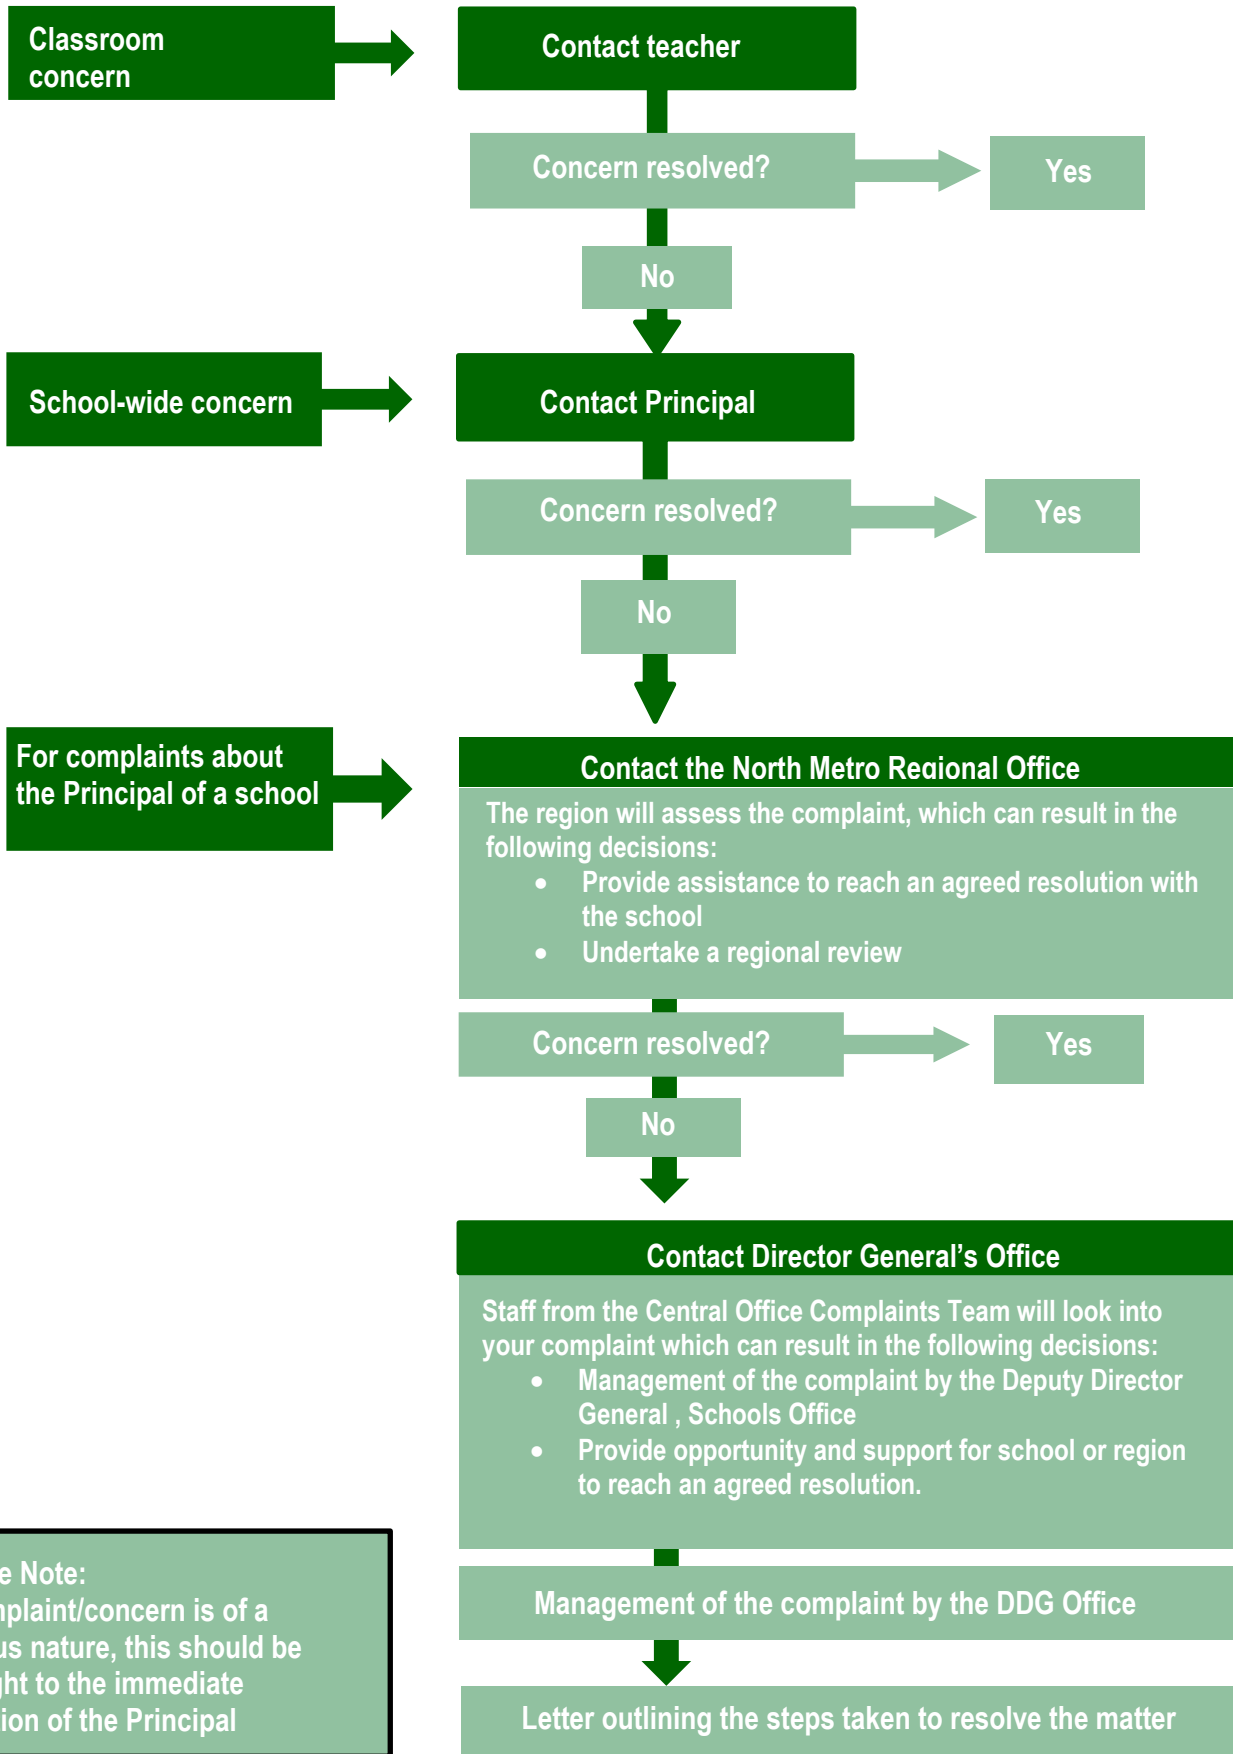 Classroom
concern
Contact teacher
Concern resolved?
Yes
No
School-wide concern
Contact Principal
Concern resolved?
Yes
No
For complaints about
the Principal of a school
Contact the North Metro Regional Office
The region will assess the complaint, which can result in the
following decisions:
• Provide assistance to reach an agreed resolution with
the school
• Undertake a regional review
Concern resolved?
Yes
No
Contact Director General’s Office
Staff from the Central Office Complaints Team will look into
your complaint which can result in the following decisions:
• Management of the complaint by the Deputy Director
General , Schools Office
• Provide opportunity and support for school or region
to reach an agreed resolution.
Management of the complaint by the DDG Office
Letter outlining the steps taken to resolve the matter
Note:
is of a
nature, this should be
to the immediate
of the Principal